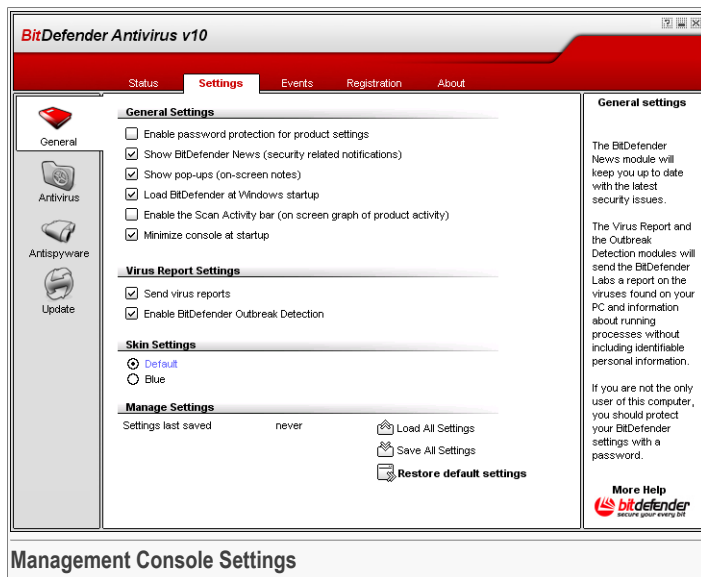 BitDefender Antivirus v10
Status Settings Events Registration About
General
Antivirus
Antispyware
Update
General Settings
Enable password protection for product settings
Show BitDefender News (security related notifications)
Show pop-ups (on-screen notes)
Load BitDefender at Windows startup
Enable the Scan Activity bar (on screen graph of product activity)
Minimize console at startup
Virus Report Settings
Send virus reports
Enable BitDefender Outbreak Detection
Skin Settings
Default
Blue
Manage Settings
Settings last saved never
Load All Settings
Save All Settings
Restore default settings
General settings
The BitDefender
News module will
keep you up to date
with the latest
security issues.
The Virus Report and
the Outbreak
Detection modules will
send the BitDefender
Labs a report on the
viruses found on your
PC and information
about running
processes without
including identifiable
personal information.
If you are not the only
user of this computer,
you should protect
your BitDefender
settings with a
password.
More Help
bitdefender
secure your every bit
Management Console Settings